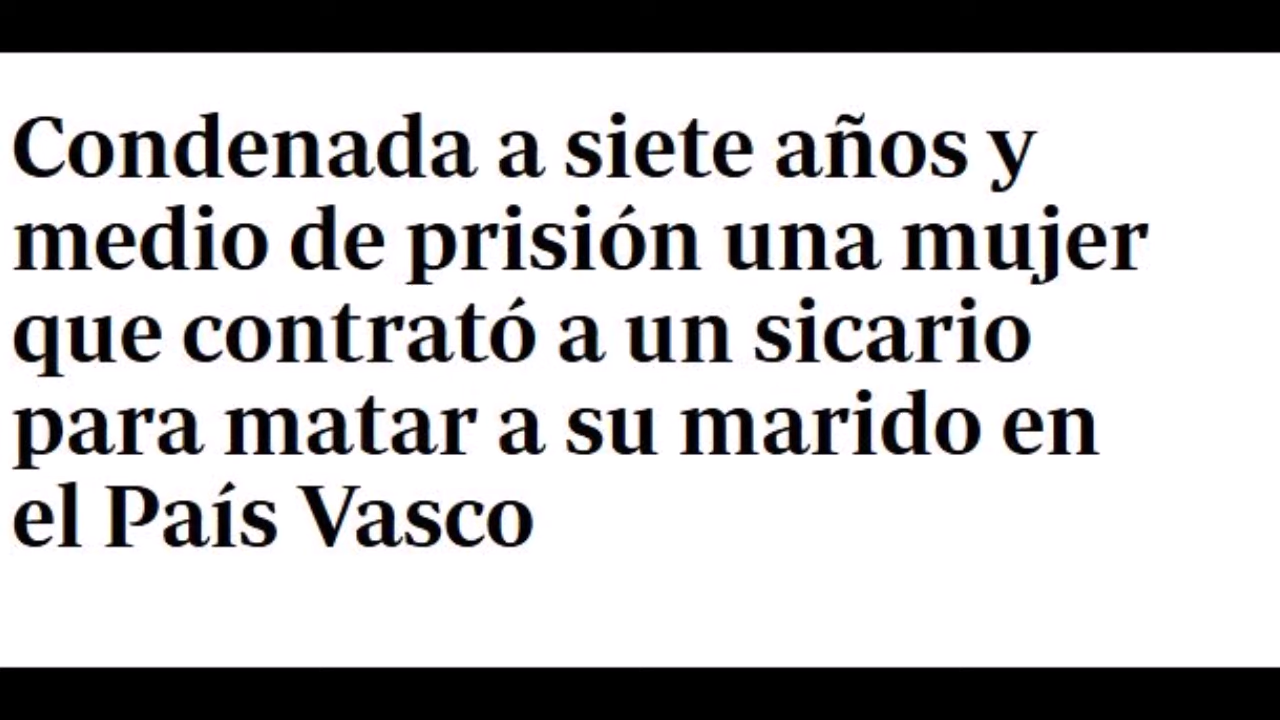 Condenada a siete años y
medio de prisión una mujer
que contrató a un sicario
para matar a su marido en
el País Vasco